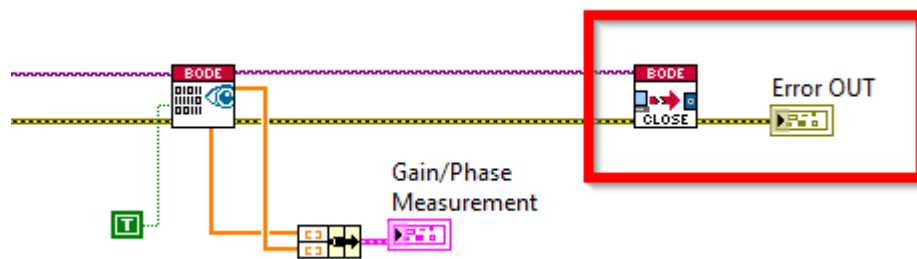 BODE
BODE
CLOSE
Error OUT
T
Gain/Phase
Measurement